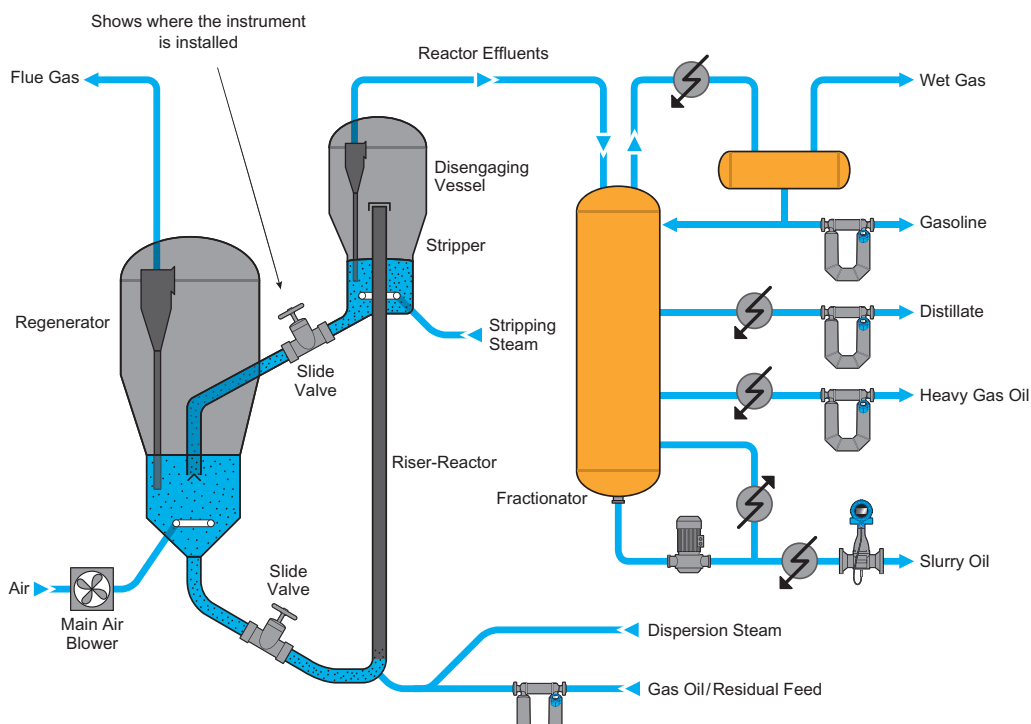 Shows where the instrument
is installed
Reactor Effluents
Flue Gas
Wet Gas
Disengaging
Vessel
Gasoline
Stripper
Regenerator
Stripping
Steam
Distillate
Slide
Valve
Heavy Gas Oil
Riser-Reactor
Fractionator
Slurry Oil
Slide
Valve
Air
Main Air
Blower
Dispersion Steam
Gas Oil/Residual Feed